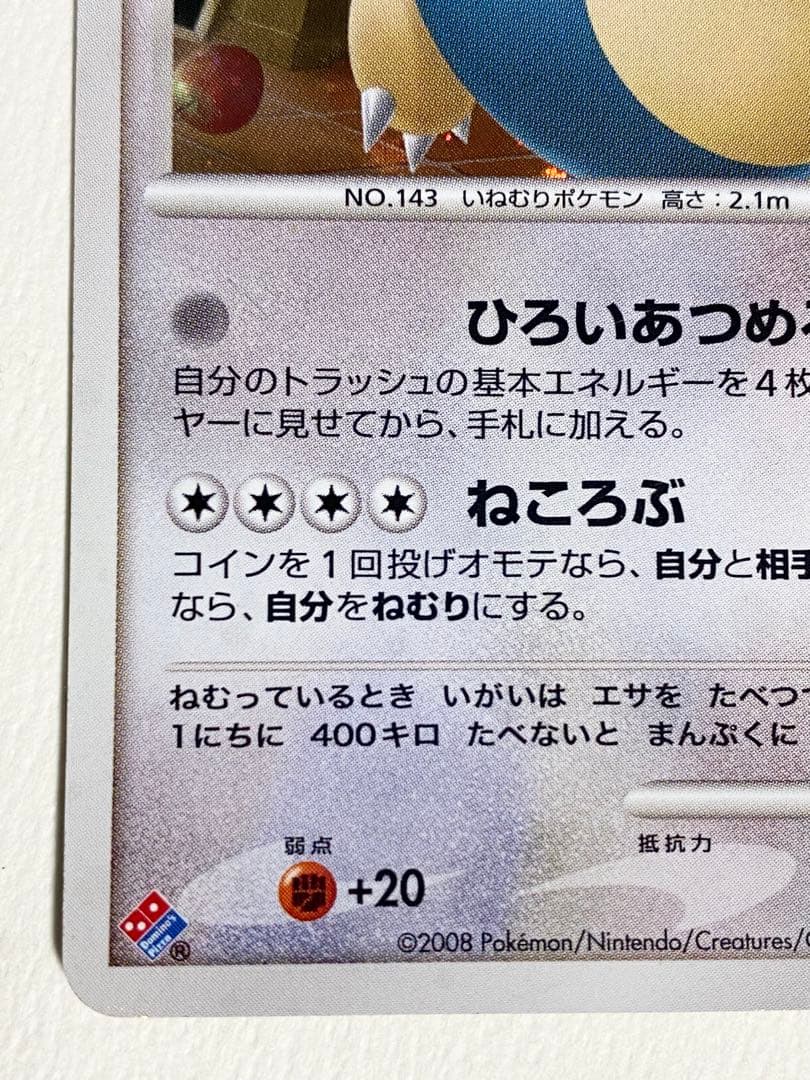 NO.143 いねむりポケモン 高さ：2.1m
ひろいあつめ
自分のトラッシュの基本エネルギーを４枚
ヤーに見せてから、手札に加える。
ねころぶ
コインを１回投げオモテなら、自分と相手
なら、自分をねむりにする。
ねむっているとき いがいは エサを たべつ
1にちに 400キロ たべないと まんぷくに
弱点
抵抗力
+20
Domino's
Pizza
®
©2008 Pokémon/Nintendo/Creatures/